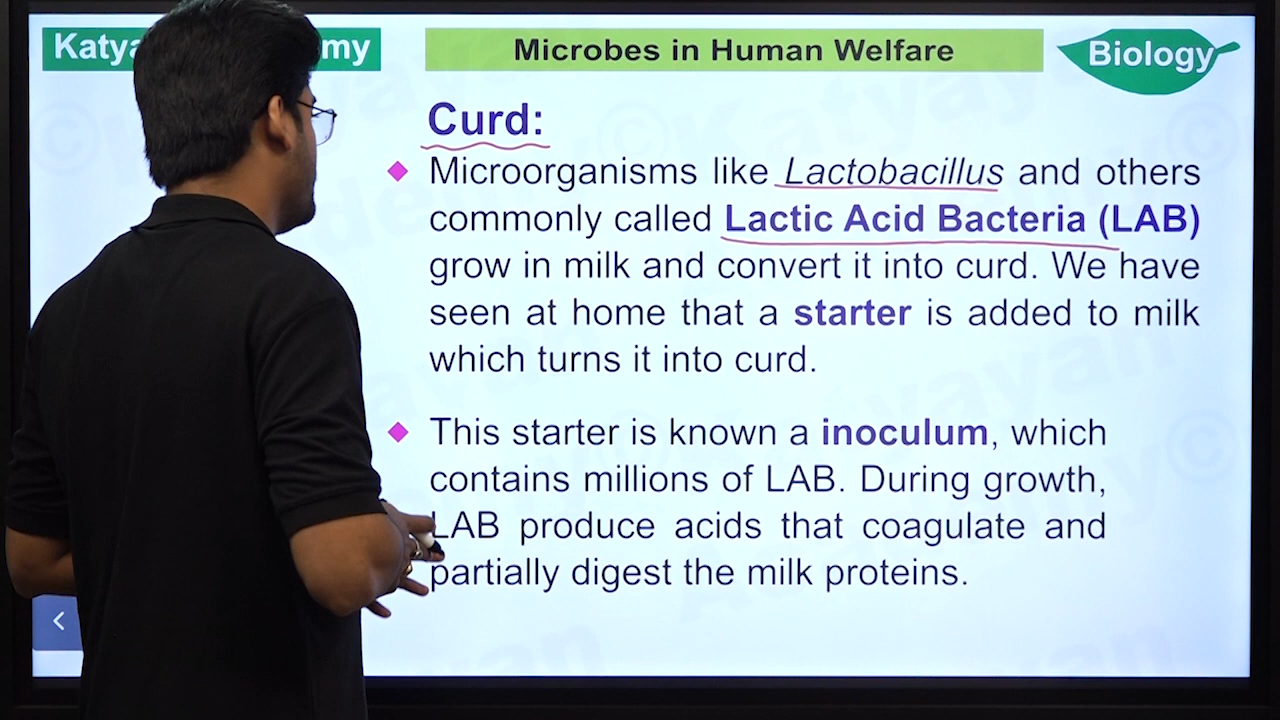 Katya my
Microbes in Human Welfare
Biology
Curd:
Microorganisms like Lactobacillus and others
commonly called Lactic Acid Bacteria (LAB)
grow in milk and convert it into curd. We have
seen at home that a starter is added to milk
which turns it into curd.
This starter is known a inoculum, which
contains millions of LAB. During growth,
LAB produce acids that coagulate and
partially digest the milk proteins.